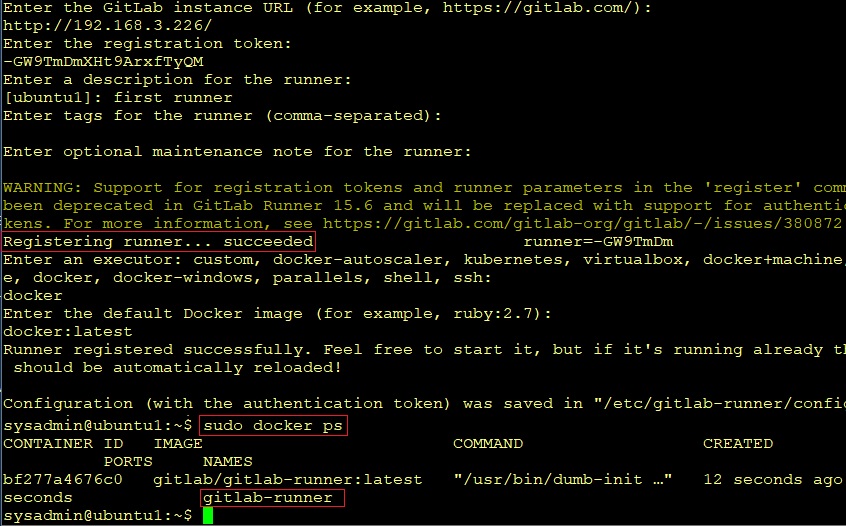 Enter the GitLab instance URL (for example, https://gitlab.com/):
http://192.168.3.226/
Enter the registration token:
-GW9TmDmXHt9ArxfTyQM
Enter a description for the runner:
[ubuntu1]: first runner
Enter tags for the runner (comma-separated):
Enter optional maintenance note for the runner:
WARNING: Support for registration tokens and runner parameters in the 'register' com
been deprecated in GitLab Runner 15.6 and will be replaced with support for authentic
kens. For more information, see https://gitlab.com/gitlab-org/gitlab/-/issues/380872
Registering runner... succeeded runner=-GW9TmDm
Enter an executor: custom, docker-autoscaler, kubernetes, virtualbox, docker+machine,
e, docker, docker-windows, parallels, shell, ssh:
docker
Enter the default Docker image (for example, ruby:2.7):
docker:latest
Runner registered successfully. Feel free to start it, but if it's running already th
should be automatically reloaded!
Configuration (with the authentication token) was saved in "/etc/gitlab-runner/config
sysadmin@ubuntu1:~$ sudo docker ps
CONTAINER ID IMAGE COMMAND CREATED
PORTS NAMES
bf277a4676c0 gitlab/gitlab-runner:latest "/usr/bin/dumb-init …" 12 seconds ago
seconds gitlab-runner
sysadmin@ubuntu1:~$